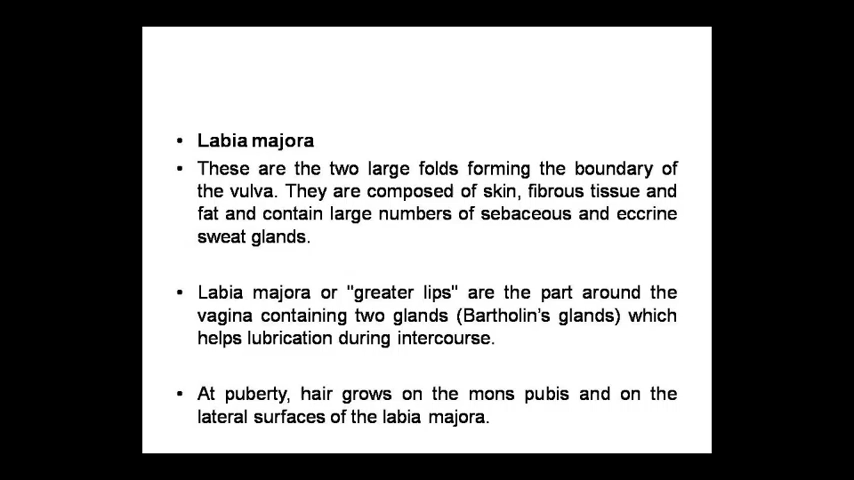 • Labia majora
• These are the two large folds forming the boundary of
the vulva. They are composed of skin, fibrous tissue and
fat and contain large numbers of sebaceous and eccrine
sweat glands.
• Labia majora or "greater lips" are the part around the
vagina containing two glands (Bartholin's glands) which
helps lubrication during intercourse.
• At puberty, hair grows on the mons pubis and on the
lateral surfaces of the labia majora.